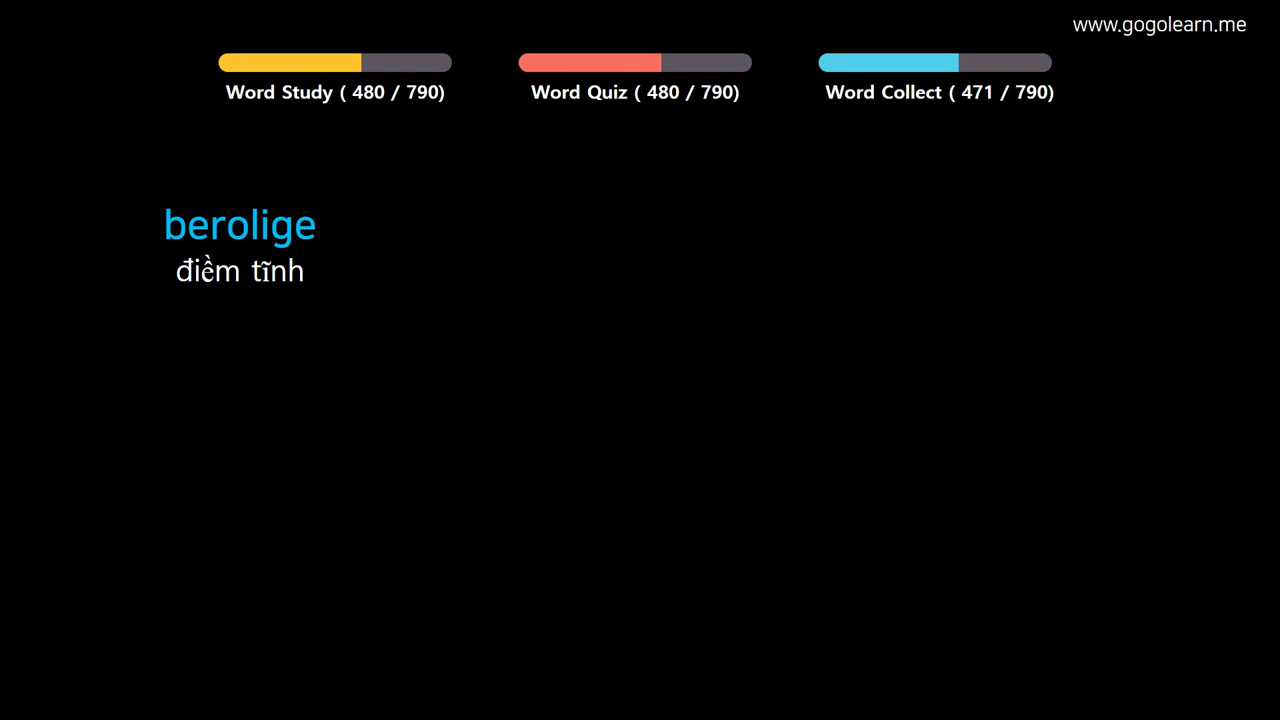 www.gogolearn.me
Word Study ( 480 / 790)
Word Quiz ( 480 / 790)
Word Collect ( 471 / 790)
berolige
điềm tĩnh